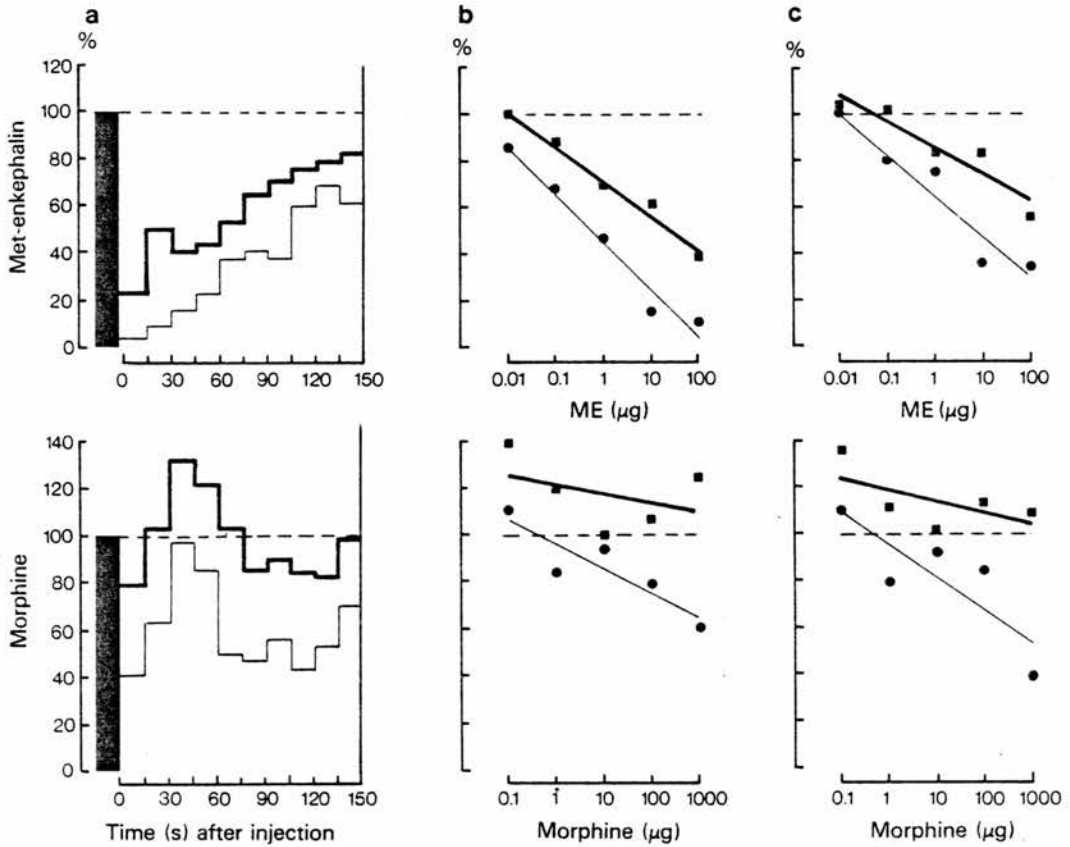 a
%
120
100
80
60
40
20
0
Met-enkephalin
0 30 60 90 120 150
b
%
0.01 0.1 1 10 100
ME (µg)
c
%
0.01 0.1 1 10 100
ME (µg)
140
120
100
80
60
40
20
0
Morphine
0 30 60 90 120 150
Time (s) after injection
0.1 1 10 100 1000
Morphine (µg)
0.1 1 10 100 1000
Morphine (µg)